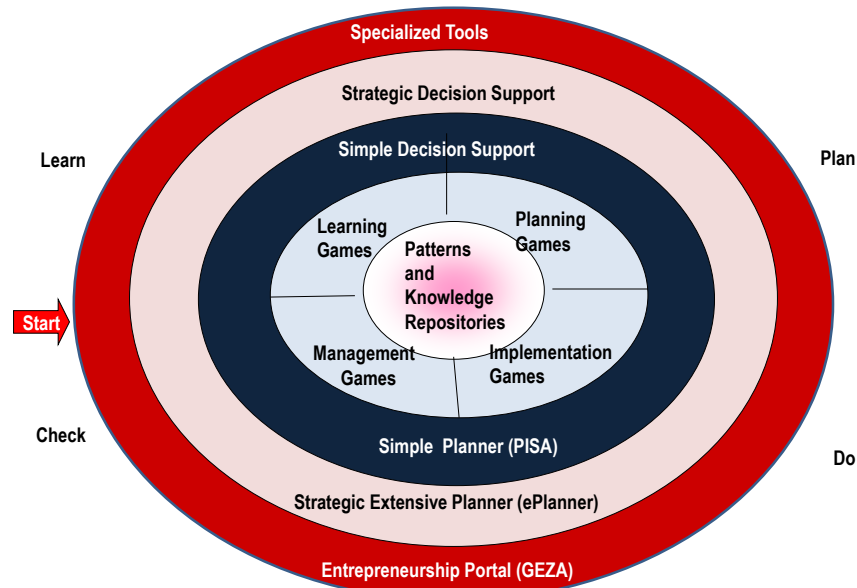 Specialized Tools
Strategic Decision Support
Learn
Simple Decision Support
Plan
Learning
Games
Planning
Games
Patterns
and
Knowledge
Repositories
Start
Management
Games
Implementation
Games
Check
Simple Planner (PISA)
Do
Strategic Extensive Planner (ePlanner)
Entrepreneurship Portal (GEZA)